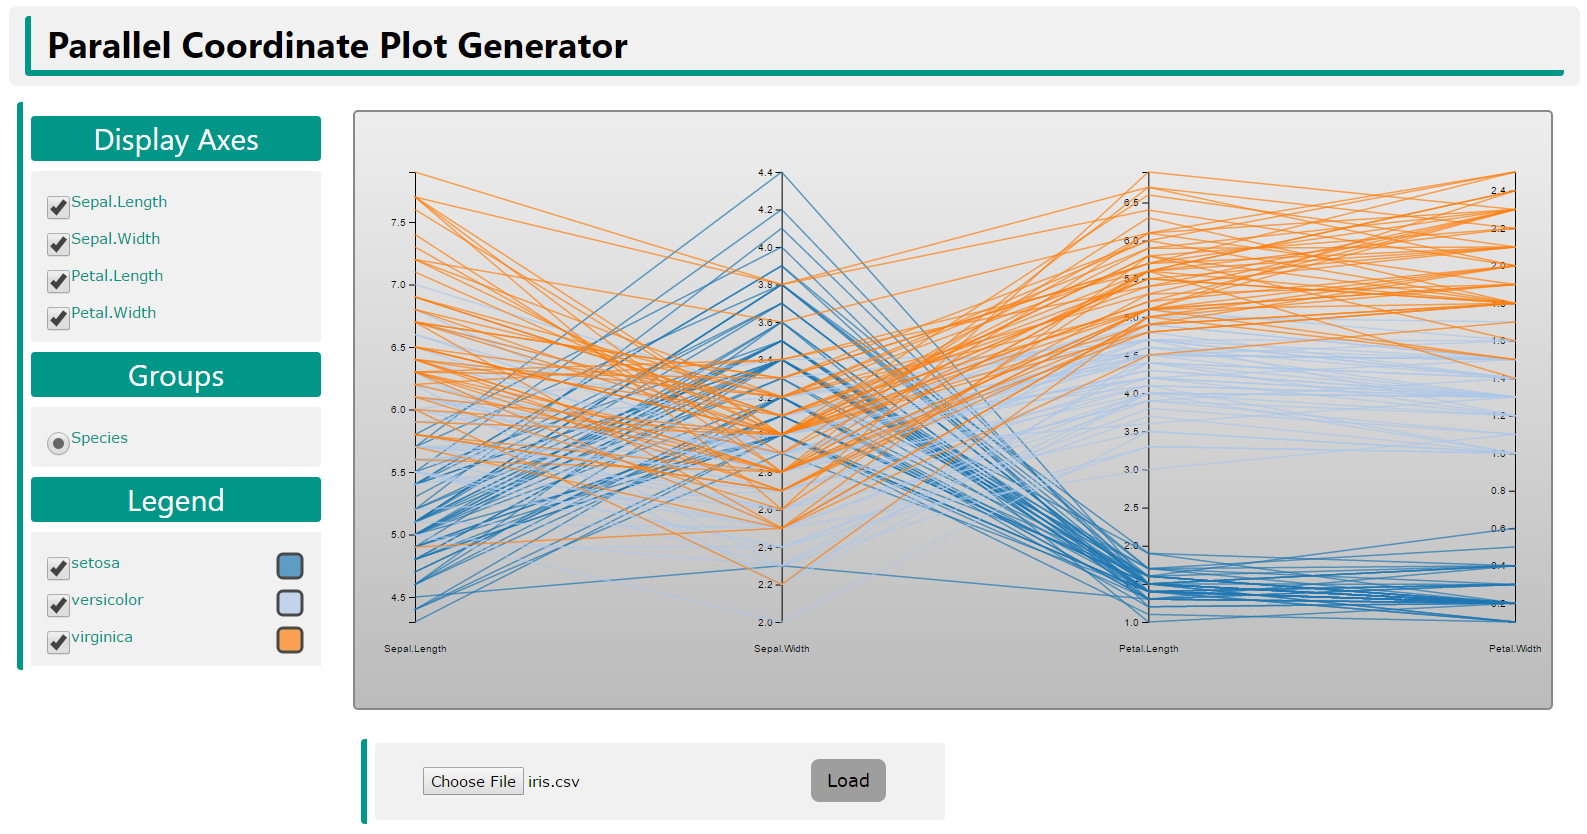 Parallel Coordinate Plot Generator
Display Axes
Sepal.Length
Sepal.Width
Petal.Length
Petal.Width
Groups
Species
Legend
setosa
versicolor
virginica
7.5
7.0
6.5
6.0
5.5
5.0
4.5
Sepal.Length
4.4
4.2
4.0
3.8
3.6
3.4
3.2
2.8
2.6
2.4
2.2
2.0
Sepal.Width
6.5
6.0
5.5
5.0
4.5
4.0
3.5
3.0
2.5
2.0
1.0
Petal.Length
2.4
2.2
2.0
1.8
1.6
1.4
1.2
1.0
0.8
0.6
0.4
0.2
Petal.Width
Choose File iris.csv
Load